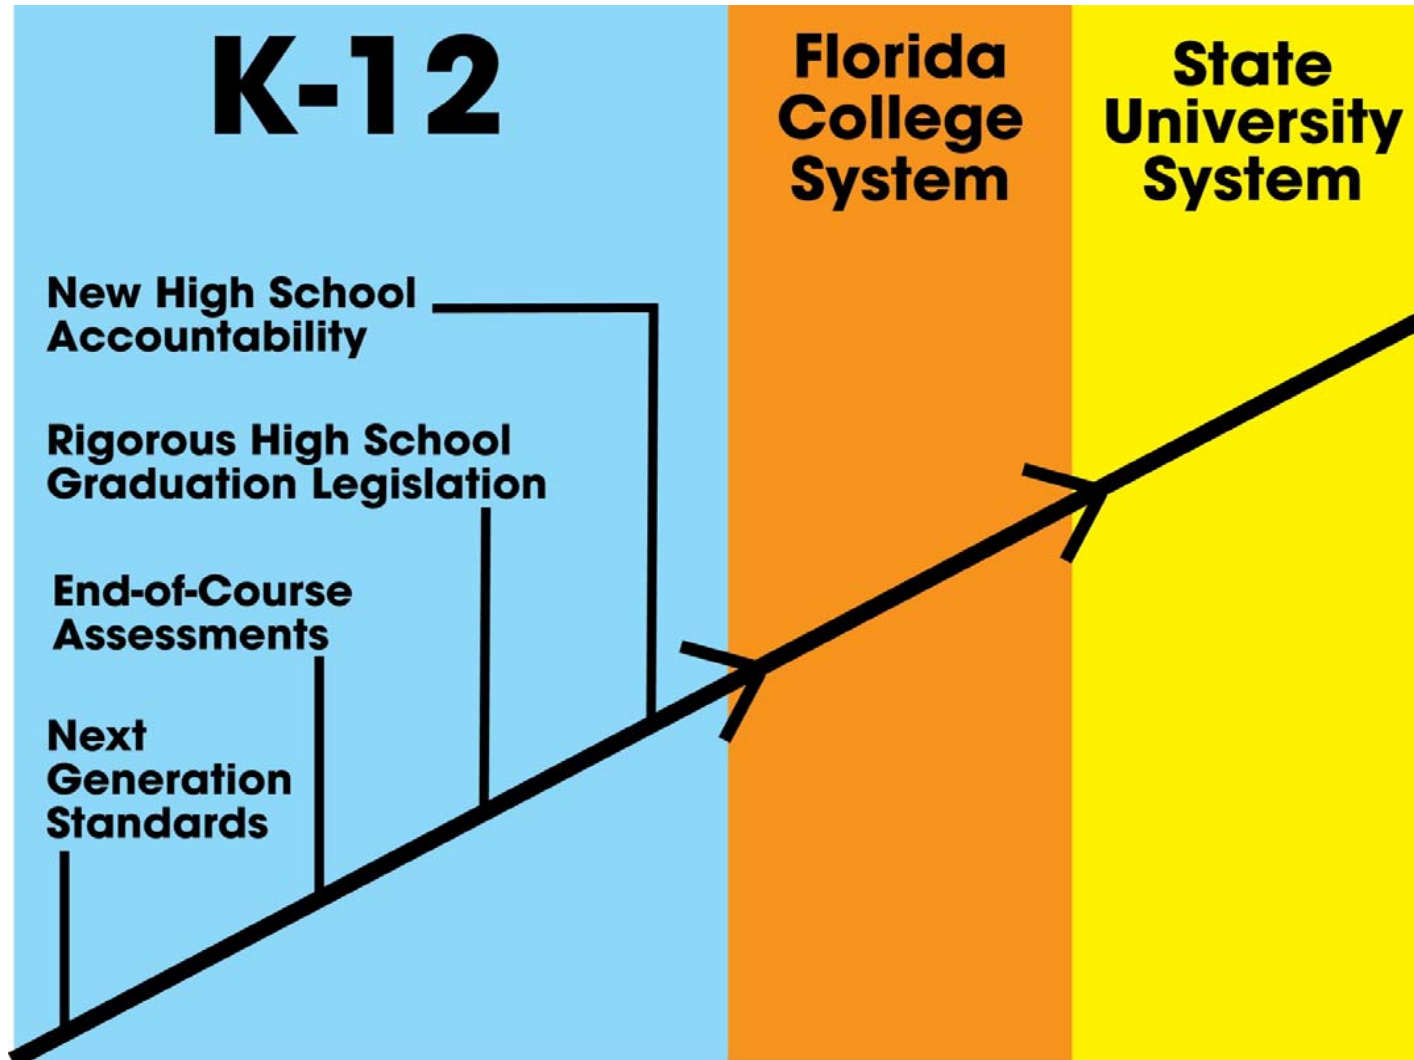 K-12
Florida
College
System
State
University
System
New High School
Accountability
Rigorous High School
Graduation Legislation
End-of-Course
Assessments
Next
Generation
Standards